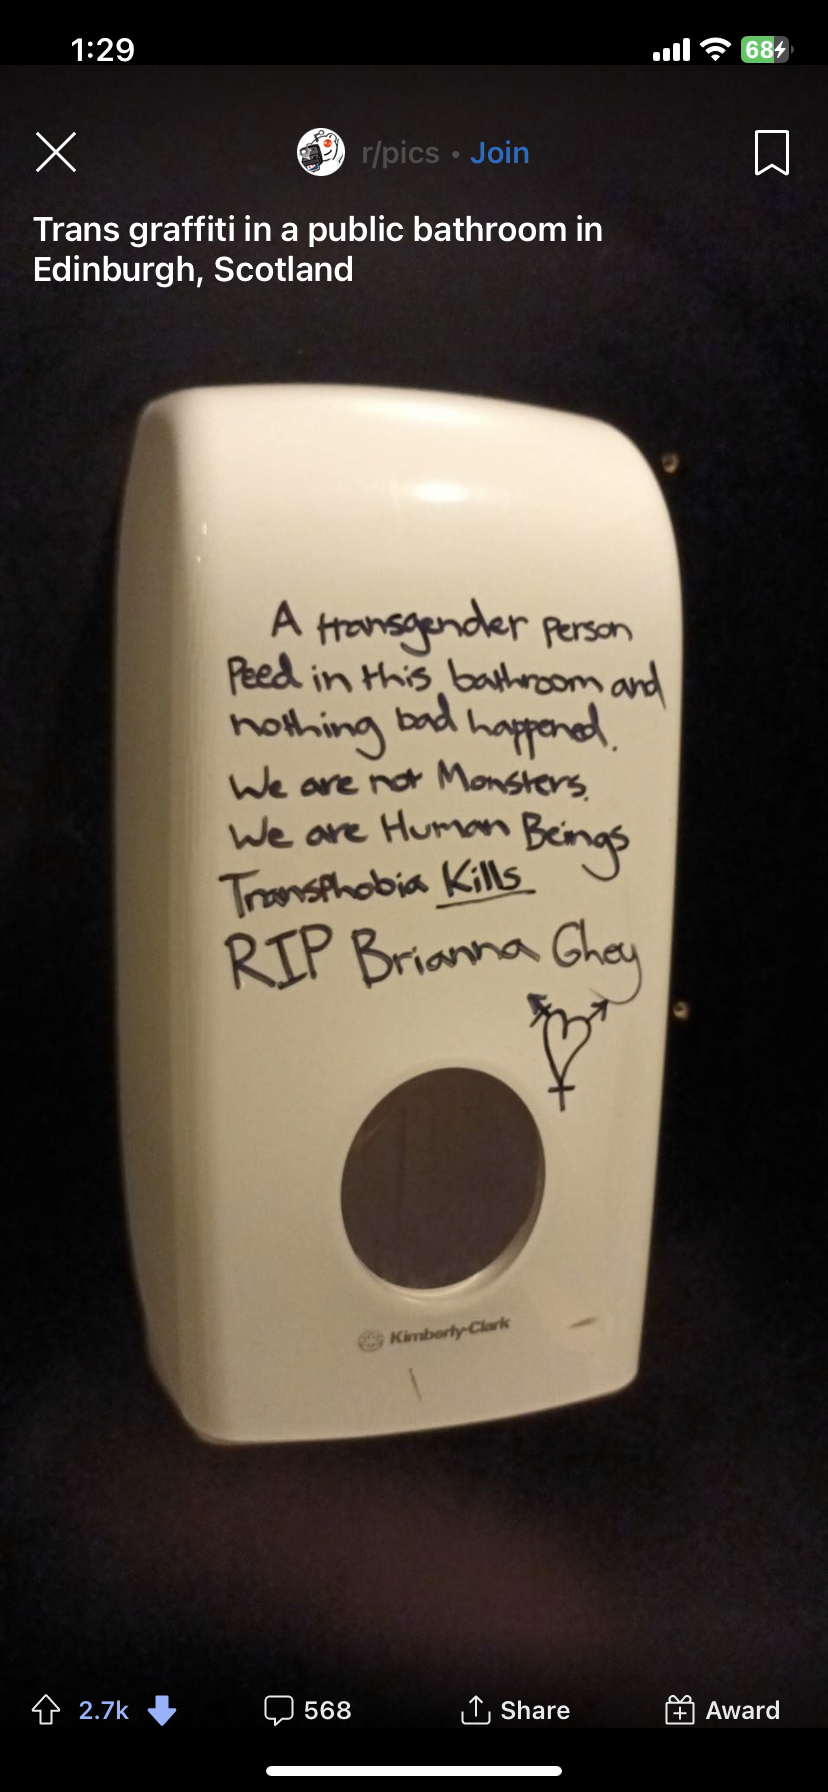 1:29
68
r/pics • Join
Trans graffiti in a public bathroom in
Edinburgh, Scotland
A transgender person
Peed in this bathroom and
nothing bad happened.
We are not Monsters.
We are Human Beings
Transphobia Kills
RIP Brianna Ghey
Kimberly-Clark
2.7k
568
Share
Award